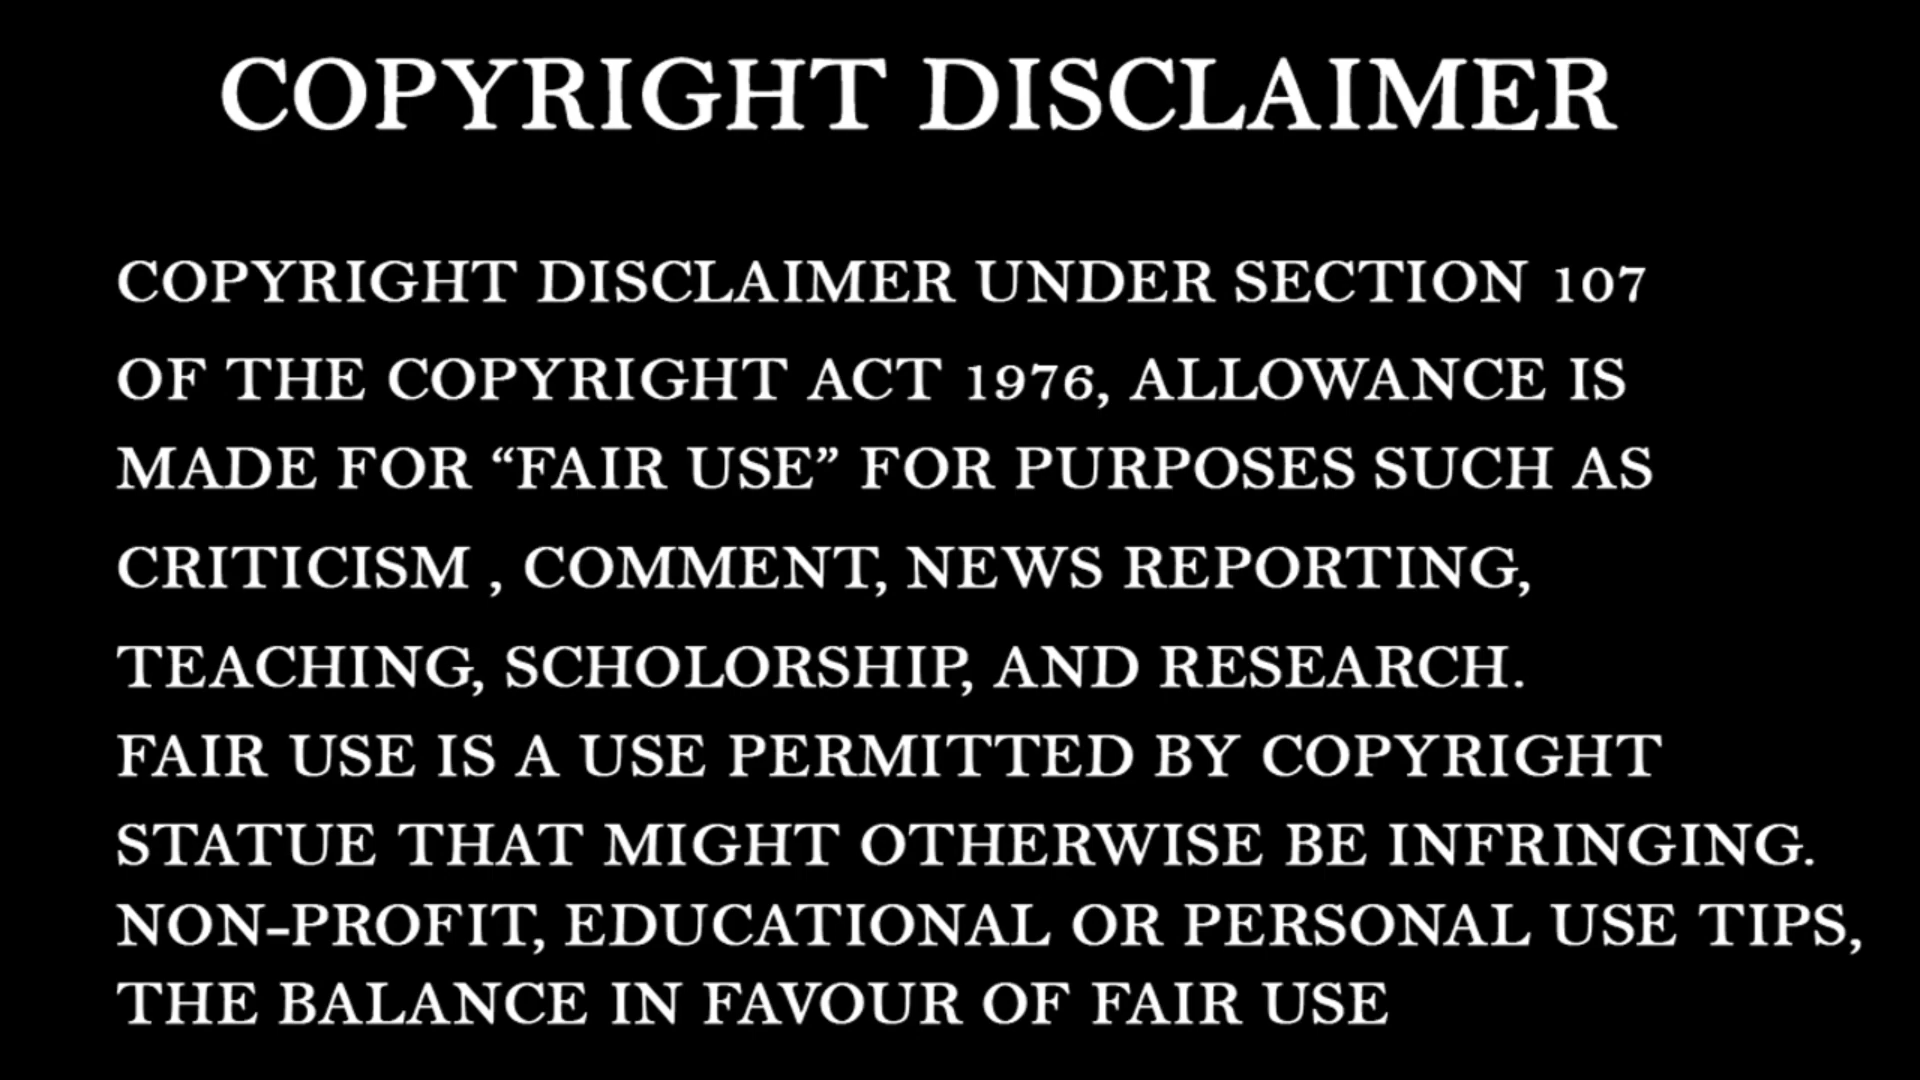 COPYRIGHT DISCLAIMER
COPYRIGHT DISCLAIMER UNDER SECTION 107
OF THE COPYRIGHT ACT 1976, ALLOWANCE IS
MADE FOR “FAIR USE” FOR PURPOSES SUCH AS
CRITICISM , COMMENT, NEWS REPORTING,
TEACHING, SCHOLORSHIP, AND RESEARCH.
FAIR USE IS A USE PERMITTED BY COPYRIGHT
STATUE THAT MIGHT OTHERWISE BE INFRINGING.
NON-PROFIT, EDUCATIONAL OR PERSONAL USE TIPS,
THE BALANCE IN FAVOUR OF FAIR USE